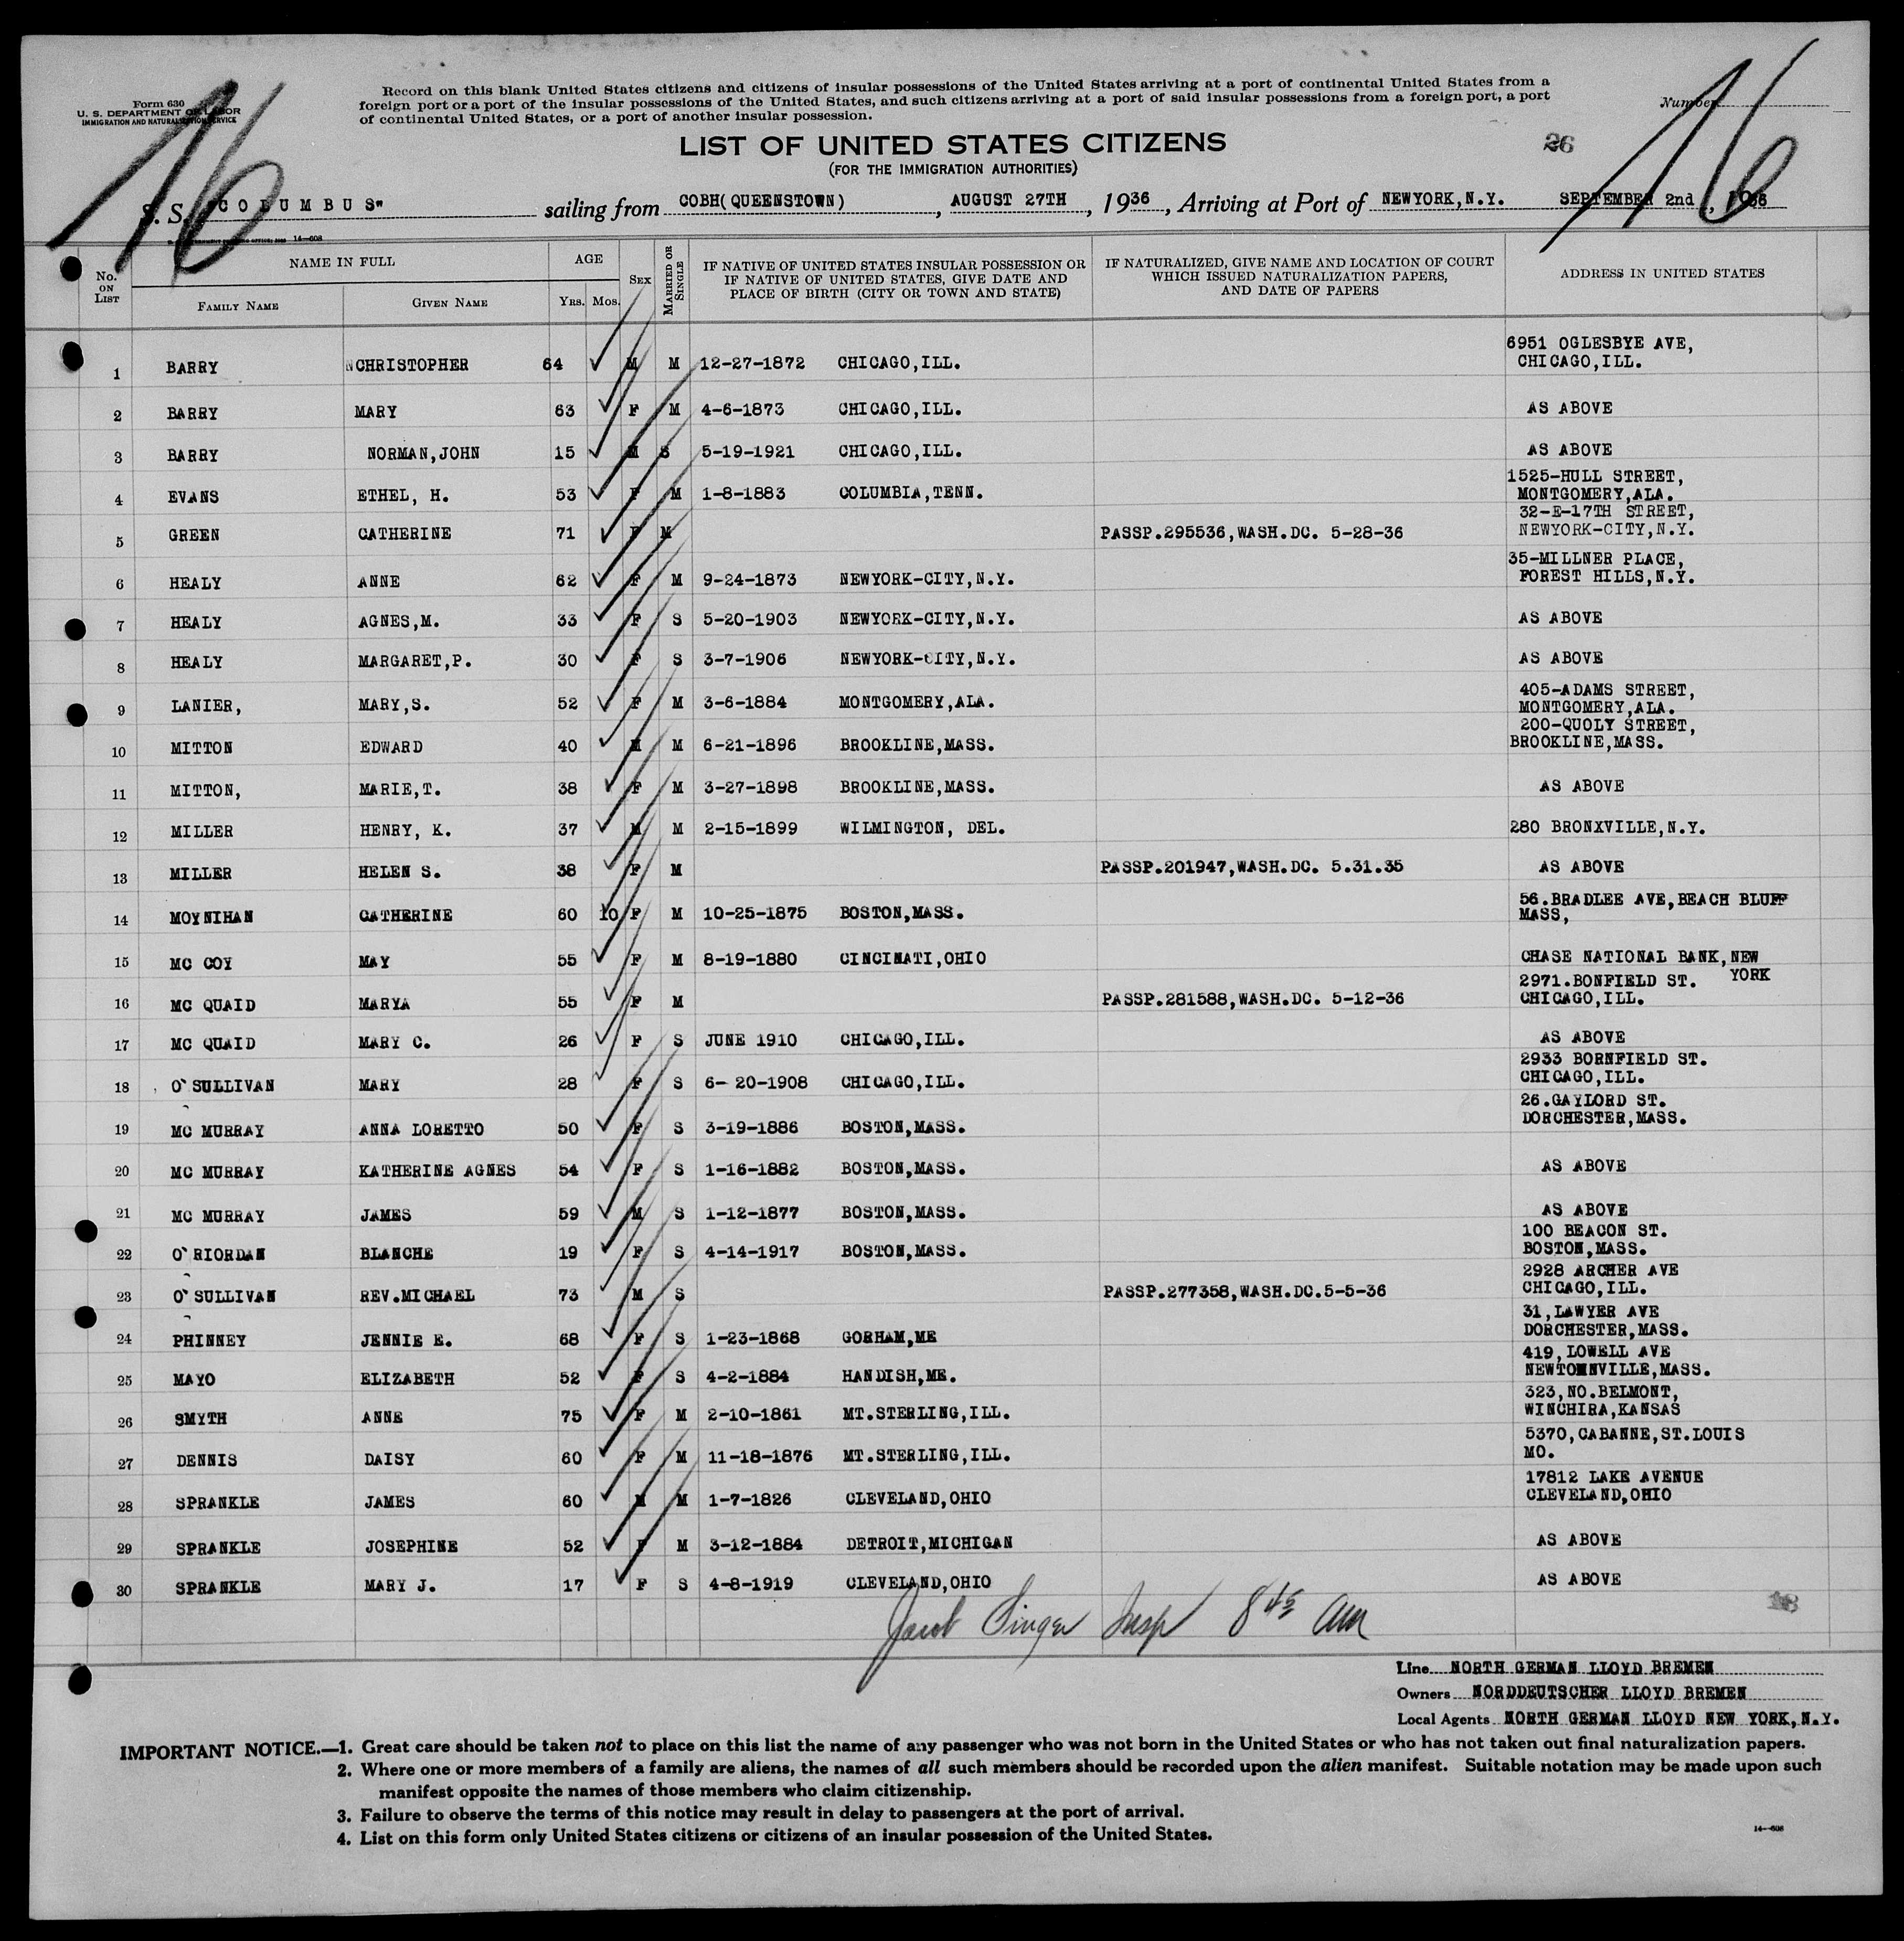 16
16
Form 630
U. S. DEPARTMENT OF LABOR
IMMIGRATION AND NATURALIZATION SERVICE
Record on this blank United States citizens and citizens of insular possessions of the United States arriving at a port of continental United States from a
foreign port or a port of the insular possessions of the United States, and such citizens arriving at a port of said insular possessions from a foreign port, a port
of continental United States, or a port of another insular possession.
Number
LIST OF UNITED STATES CITIZENS
(FOR THE IMMIGRATION AUTHORITIES)
26
S. S. "COLUMBUS" sailing from COBH(QUEENSTOWN), AUGUST 27TH, 1936, Arriving at Port of NEWYORK,N.Y. SEPTEMBER 2nd, 1936
14—608
No. ON LIST NAME IN FULL FAMILY NAME GIVEN NAME AGE YRS. MOS. SEX MARRIED OR SINGLE IF NATIVE OF UNITED STATES INSULAR POSSESSION OR IF NATIVE OF UNITED STATES, GIVE DATE AND PLACE OF BIRTH (CITY OR TOWN AND STATE) IF NATURALIZED, GIVE NAME AND LOCATION OF COURT WHICH ISSUED NATURALIZATION PAPERS, AND DATE OF PAPERS ADDRESS IN UNITED STATES
1 BARRY CHRISTOPHER 64 M M 12-27-1872 CHICAGO,ILL. 6951 OGLESBYE AVE, CHICAGO,ILL.
2 BARRY MARY 63 F M 4-6-1873 CHICAGO,ILL. AS ABOVE
3 BARRY NORMAN,JOHN 15 M S 5-19-1921 CHICAGO,ILL. AS ABOVE
4 EVANS ETHEL, H. 53 F M 1-8-1883 COLUMBIA,TENN. 1525-HULL STREET, MONTGOMERY,ALA.
5 GREEN CATHERINE 71 F M PASSP.295536,WASH.DC. 5-28-36 32-E-17TH STREET, NEWYORK-CITY,N.Y.
6 HEALY ANNE 62 F M 9-24-1873 NEWYORK-CITY,N.Y. 35-MILLNER PLACE, FOREST HILLS,N.Y.
7 HEALY AGNES,M. 33 F S 5-20-1903 NEWYORK-CITY,N.Y. AS ABOVE
8 HEALY MARGARET,P. 30 F S 3-7-1906 NEWYORK-CITY,N.Y. AS ABOVE
9 LANIER, MARY,S. 52 F M 3-6-1884 MONTGOMERY,ALA. 405-ADAMS STREET, MONTGOMERY,ALA.
10 MITTON EDWARD 40 M M 6-21-1896 BROOKLINE,MASS. 200-QUOLY STREET, BROOKLINE,MASS.
11 MITTON, MARIE,T. 38 F M 3-27-1898 BROOKLINE,MASS. AS ABOVE
12 MILLER HENRY, K. 37 M M 2-15-1899 WILMINGTON, DEL. 280 BRONXVILLE,N.Y.
13 MILLER HELEN S. 38 F M PASSP.201947,WASH.DC. 5.31.35 AS ABOVE
14 MOYNIHAN CATHERINE 60 10 F M 10-25-1875 BOSTON,MASS. 56.BRADLEE AVE,BEACH BLUFF MASS,
15 MC COY MAY 55 F M 8-19-1880 CINCINATI,OHIO CHASE NATIONAL BANK,NEW YORK
16 MC QUAID MARYA 55 F M PASSP.281588,WASH.DC. 5-12-36 2971.BONFIELD ST. CHICAGO,ILL.
17 MC QUAID MARY C. 26 F S JUNE 1910 CHICAGO,ILL. AS ABOVE
18 O'SULLIVAN MARY 28 F S 6- 20-1908 CHICAGO,ILL. 2933 BORNFIELD ST. CHICAGO,ILL.
19 MC MURRAY ANNA LORETTO 50 F S 3-19-1886 BOSTON,MASS. 26.GAYLORD ST. DORCHESTER,MASS.
20 MC MURRAY KATHERINE AGNES 54 F S 1-16-1882 BOSTON,MASS. AS ABOVE
21 MC MURRAY JAMES 59 M S 1-12-1877 BOSTON,MASS. AS ABOVE
22 O'RIORDAN BLANCHE 19 F S 4-14-1917 BOSTON,MASS. 100 BEACON ST. BOSTON,MASS.
23 O'SULLIVAN REV.MICHAEL 73 M S PASSP.277358,WASH.DC.5-5-36 2928 ARCHER AVE CHICAGO,ILL.
24 PHINNEY JENNIE E. 68 F S 1-23-1868 GORHAM,ME 31,LAWYER AVE DORCHESTER,MASS.
25 MAYO ELIZABETH 52 F S 4-2-1884 HANDISH,ME. 419,LOWELL AVE NEWTOWNVILLE,MASS.
26 SMYTH ANNE 75 F M 2-10-1861 MT.STERLING,ILL. 323,NO.BELMONT, WINCHIRA,KANSAS
27 DENNIS DAISY 60 F M 11-18-1876 MT.STERLING,ILL. 5370,CABANNE,ST.LOUIS MO.
28 SPRANKLE JAMES 60 M M 1-7-1826 CLEVELAND,OHIO 17812 LAKE AVENUE CLEVELAND,OHIO
29 SPRANKLE JOSEPHINE 52 F M 3-12-1884 DETROIT,MICHIGAN AS ABOVE
30 SPRANKLE MARY J. 17 F S 4-8-1919 CLEVELAND,OHIO AS ABOVE
Jacob Singer Insp 8 45 am
Line NORTH GERMAN LLOYD BREMEN
Owners NORDDEUTSCHER LLOYD BREMEN
Local Agents NORTH GERMAN LLOYD NEW YORK,N.Y.
IMPORTANT NOTICE.—1. Great care should be taken not to place on this list the name of any passenger who was not born in the United States or who has not taken out final naturalization papers.
2. Where one or more members of a family are aliens, the names of all such members should be recorded upon the alien manifest. Suitable notation may be made upon such
manifest opposite the names of those members who claim citizenship.
3. Failure to observe the terms of this notice may result in delay to passengers at the port of arrival.
4. List on this form only United States citizens or citizens of an insular possession of the United States.
14—608